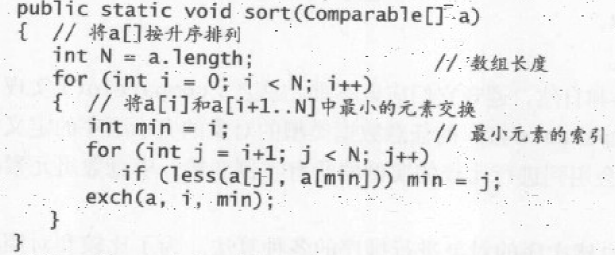 public static void sort(Comparable[] a)
{  // 将a[]按升序排列
int N = a.length;  // 数组长度
for (int i = 0; i < N; i++)
{  // 将a[i]和a[i+1..N]中最小的元素交换
int min = i;  // 最小元素的索引
for (int j = i+1; j < N; j++)
if (less(a[j], a[min])) min = j;
exch(a, i, min);
}
}